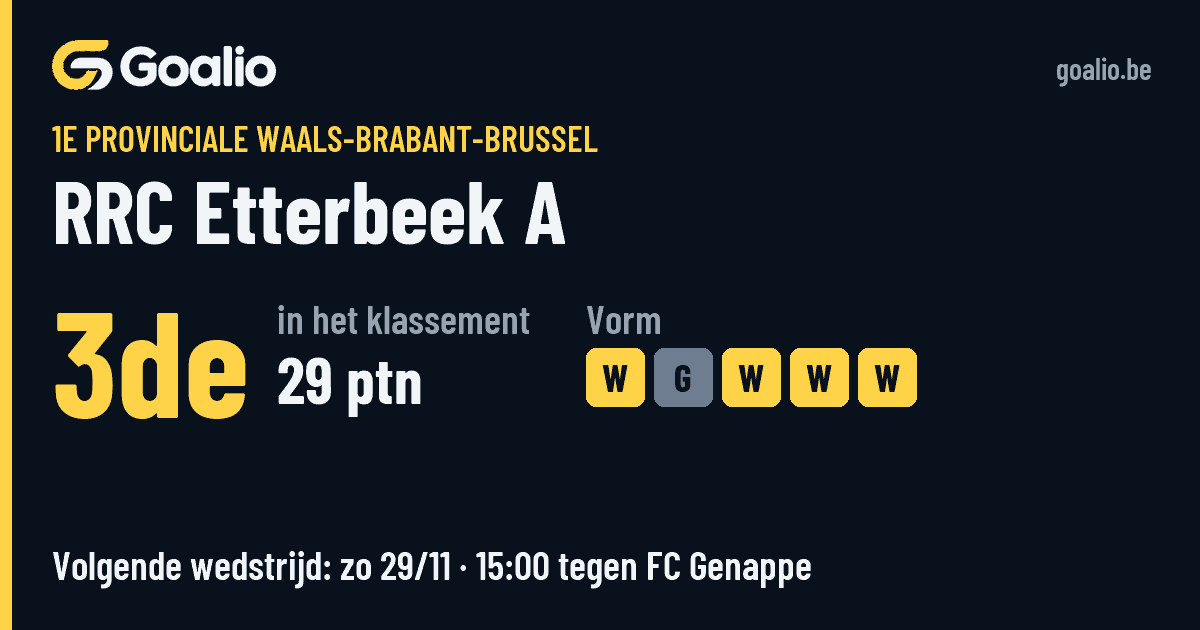 Goalio
goalio.be
1E PROVINCIALE WAALS-BRABANT-BRUSSEL
RRC Etterbeek A
3de
in het klassement
29 ptn
Vorm
W G W W W
Volgende wedstrijd: zo 29/11 · 15:00 tegen FC Genappe